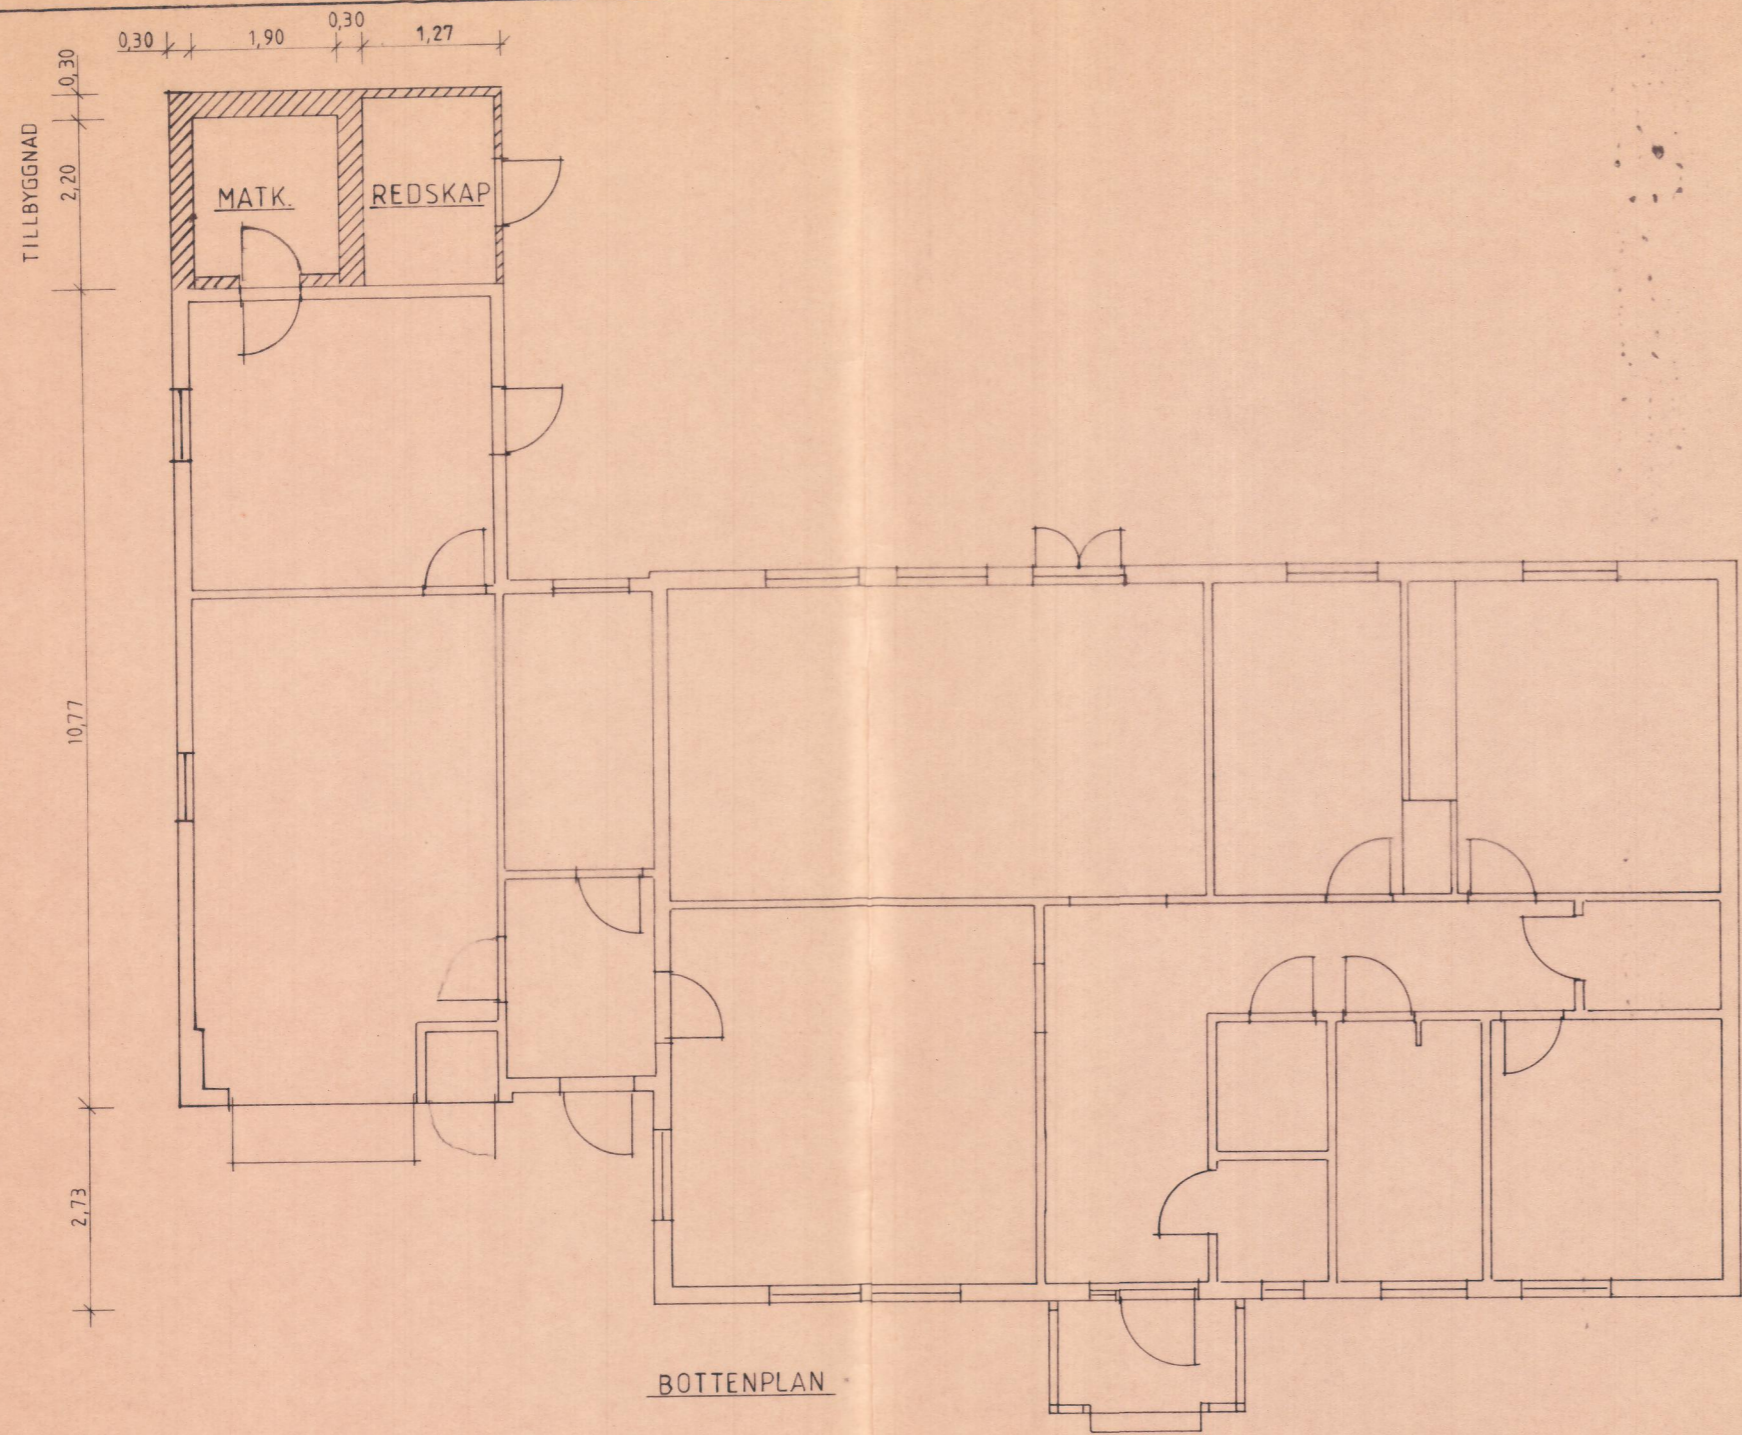 0,30 1,90 0,30 1,27
0,30
TILLBYGGNAD
2,20
MATK.
REDSKAP
10,77
2,73
BOTTENPLAN